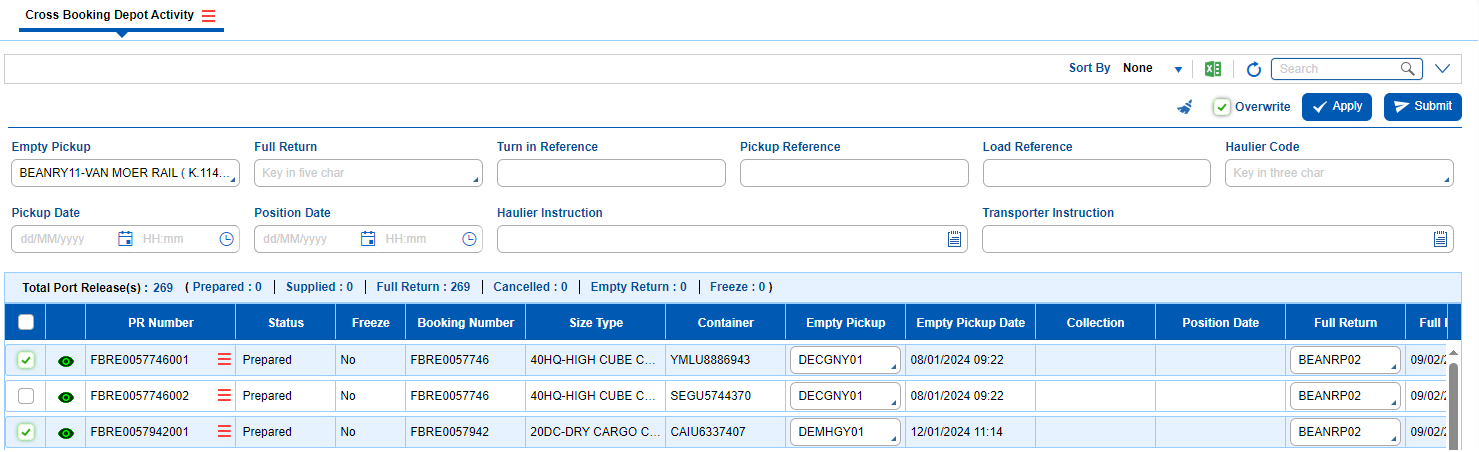 Cross Booking Depot Activity
Sort By None Search
Overwrite Apply Submit
Empty Pickup Full Return Turn in Reference Pickup Reference Load Reference Haulier Code
BEANRY11-VAN MOER RAIL ( K.114... Key in five char Key in three char
Pickup Date Position Date Haulier Instruction Transporter Instruction
dd/MM/yyyy HH:mm dd/MM/yyyy HH:mm
Total Port Release(s) : 269 ( Prepared : 0 | Supplied : 0 | Full Return : 269 | Cancelled : 0 | Empty Return : 0 | Freeze : 0 )
PR Number Status Freeze Booking Number Size Type Container Empty Pickup Empty Pickup Date Collection Position Date Full Return Full
FBRE0057746001 Prepared No FBRE0057746 40HQ-HIGH CUBE C... YMLU8886943 DECGNY01 08/01/2024 09:22 BEANRP02 09/02/2
FBRE0057746002 Prepared No FBRE0057746 40HQ-HIGH CUBE C... SEGU5744370 DECGNY01 08/01/2024 09:22 BEANRP02 09/02/2
FBRE0057942001 Prepared No FBRE0057942 20DC-DRY CARGO C... CAIU6337407 DEMHGY01 12/01/2024 11:14 BEANRP02 09/02/2